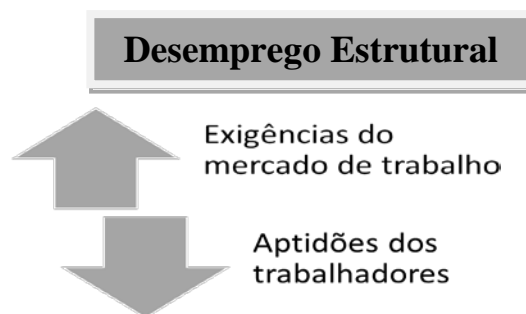 Desemprego Estrutural
Exigências do
mercado de trabalho
Aptidões dos
trabalhadores